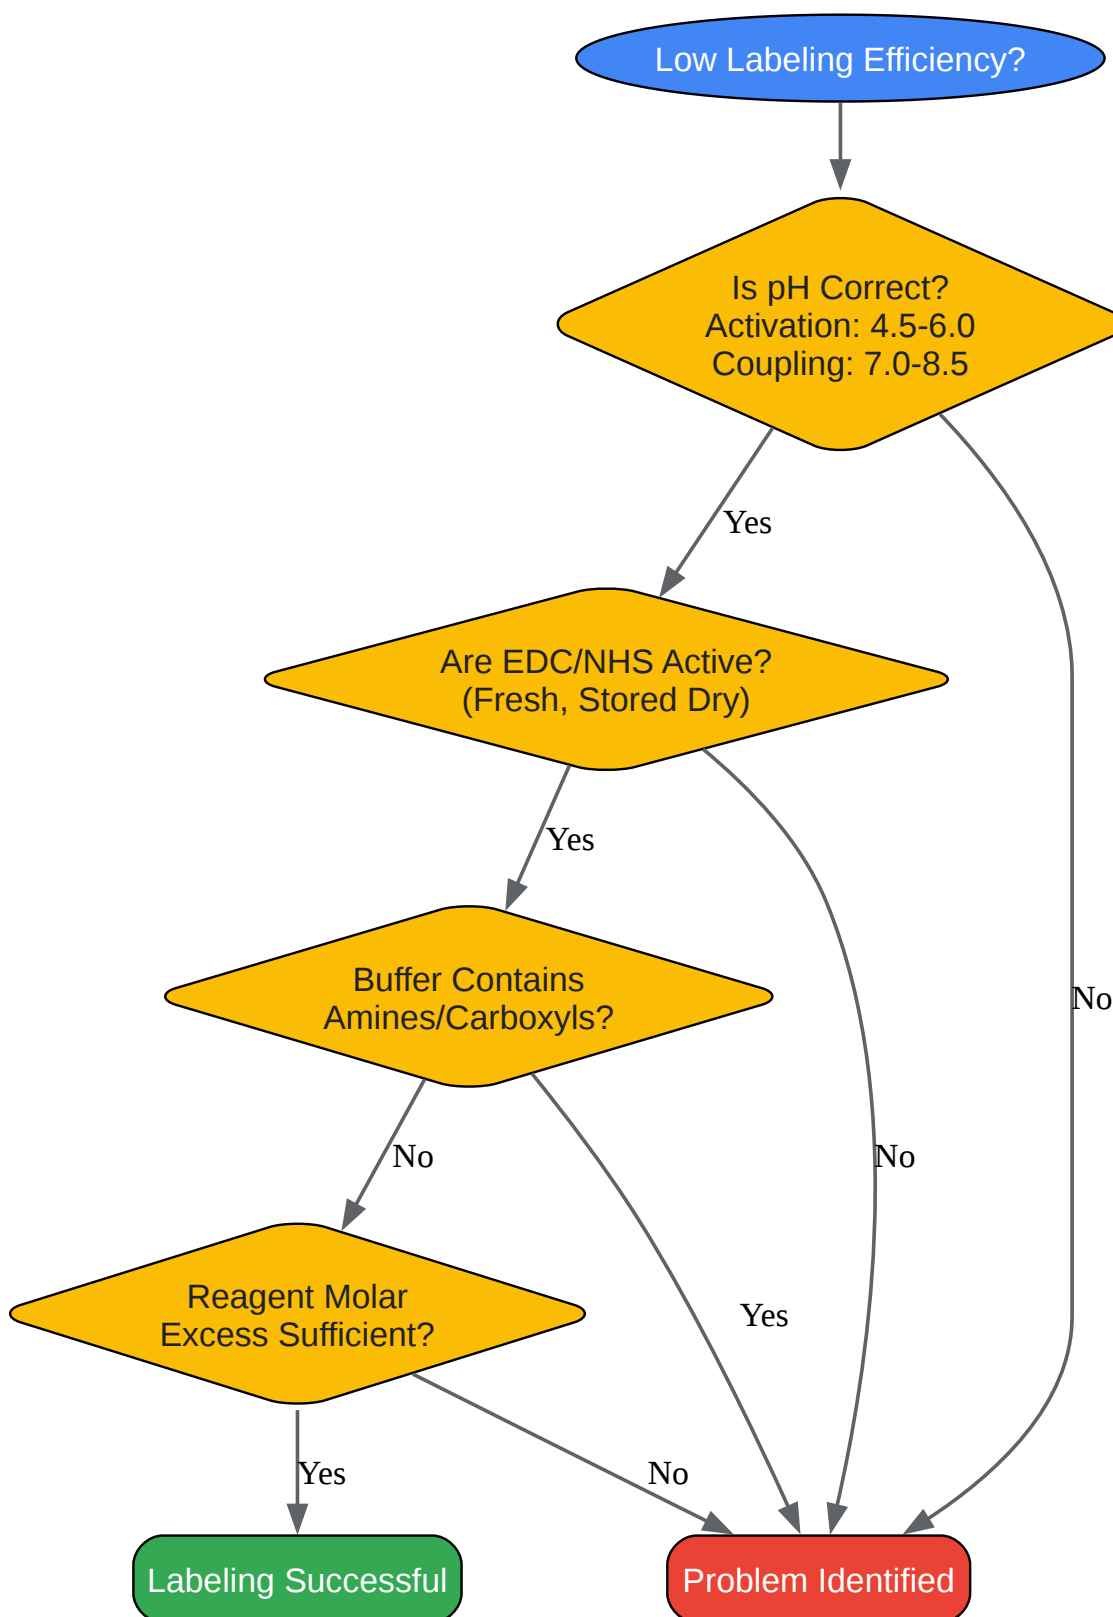 Low Labeling Efficiency?
Is pH Correct?
Activation: 4.5-6.0
Coupling: 7.0-8.5
Yes
Are EDC/NHS Active?
(Fresh, Stored Dry)
Yes
Buffer Contains
Amines/Carboxyls?
No
No
No
Reagent Molar
Excess Sufficient?
Yes
Yes
No
Labeling Successful
Problem Identified